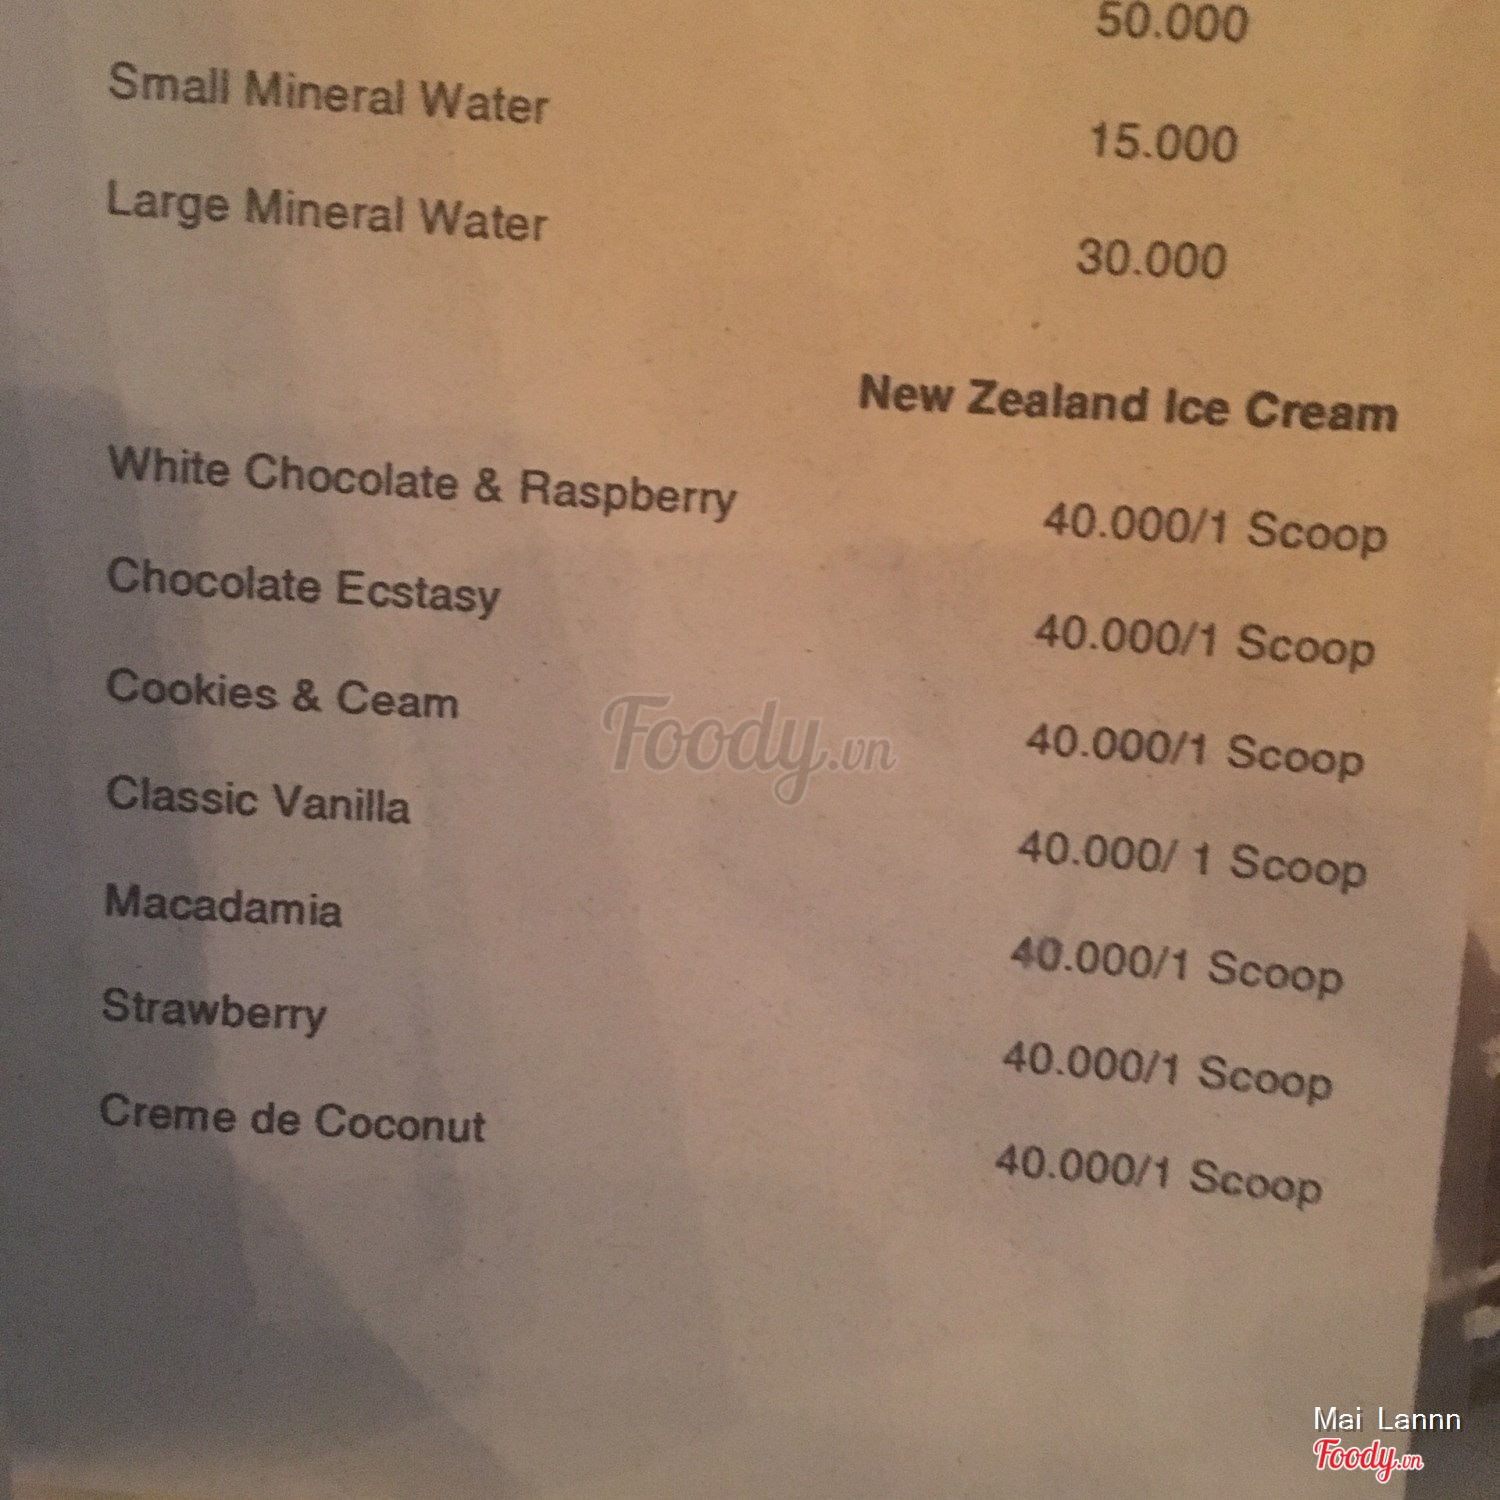 50.000
Small Mineral Water 15.000
Large Mineral Water 30.000
New Zealand Ice Cream
White Chocolate & Raspberry 40.000/1 Scoop
Chocolate Ecstasy 40.000/1 Scoop
Cookies & Ceam 40.000/1 Scoop
Classic Vanilla 40.000/ 1 Scoop
Macadamia 40.000/1 Scoop
Strawberry 40.000/1 Scoop
Creme de Coconut 40.000/1 Scoop
Foody.vn
Mai Lannn
Foody.vn